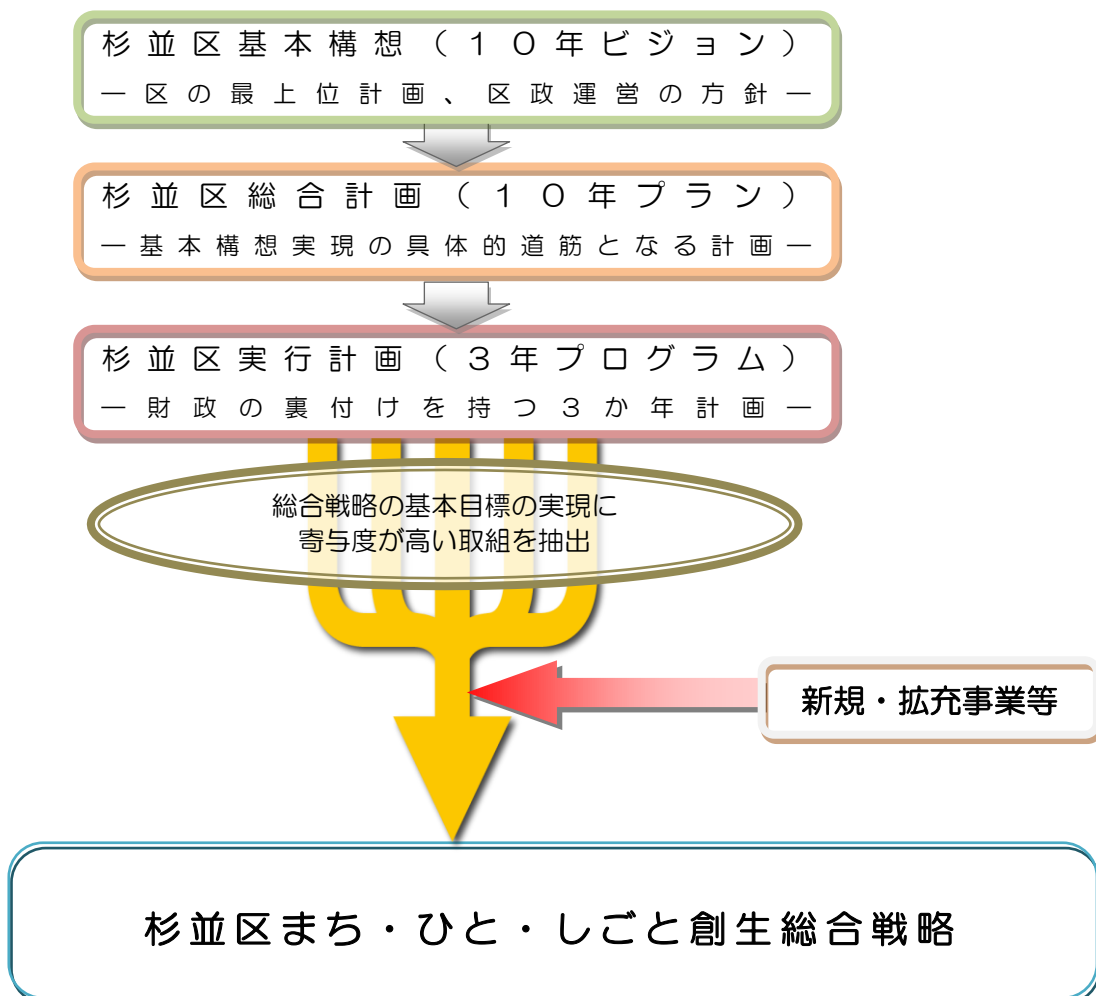 杉並区基本構想（１０年ビジョン）
―区の最上位計画、区政運営の方針―
杉並区総合計画（１０年プラン）
―基本構想実現の具体的道筋となる計画―
杉並区実行計画（３年プログラム）
―財政の裏付けを持つ３か年計画―
総合戦略の基本目標の実現に
寄与度が高い取組を抽出
新規・拡充事業等
杉並区まち・ひと・しごと創生総合戦略